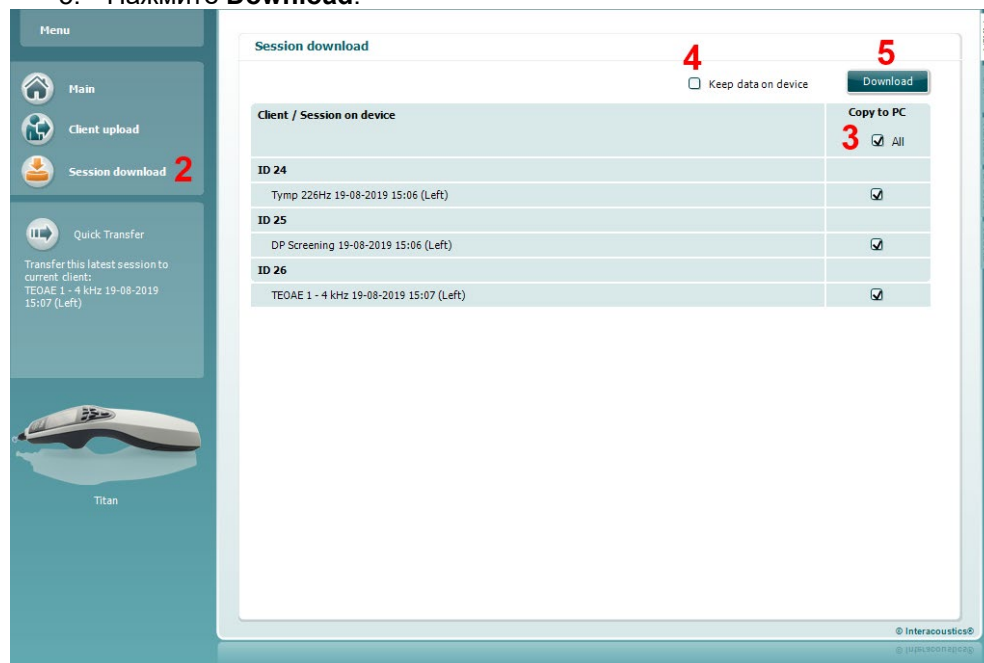 Нажмите Download.
Menu
Main
Client upload
Session download 2
Quick Transfer
Transfer this latest session to
current client:
TEOAE 1 - 4 kHz 19-08-2019
15:07 (Left)
Titan
Session download
4
5
Keep data on device
Download
Client / Session on device
Copy to PC
3 All
ID 24
Tymp 226Hz 19-08-2019 15:06 (Left)
ID 25
DP Screening 19-08-2019 15:06 (Left)
ID 26
TEOAE 1 - 4 kHz 19-08-2019 15:07 (Left)
© Interacoustics®